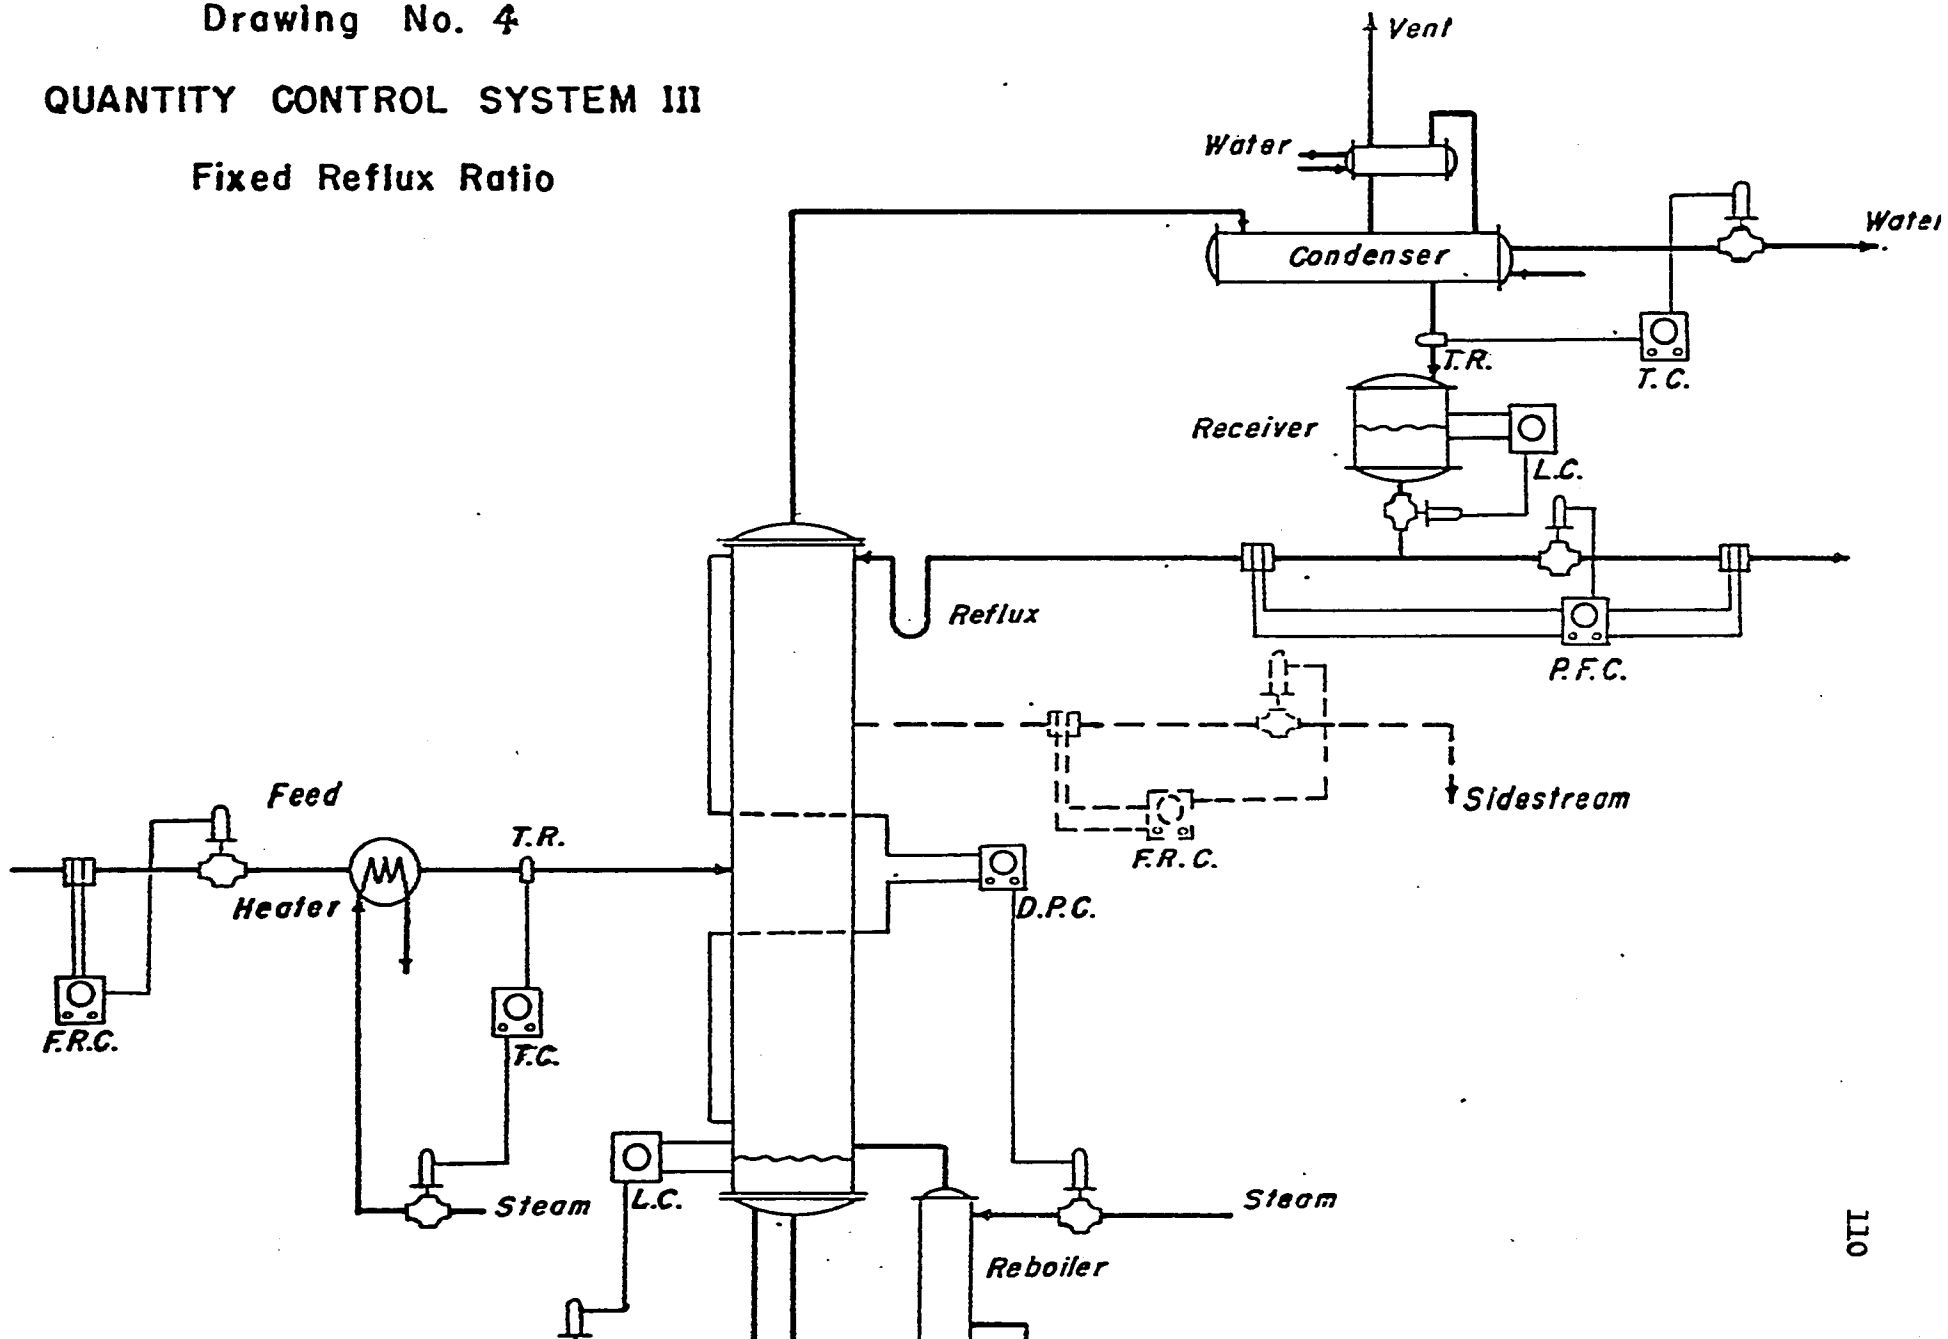 Drawing No. 4
QUANTITY CONTROL SYSTEM III
Fixed Reflux Ratio
Vent
Water
Water
Condenser
T.R.
T.C.
Receiver
L.C.
Reflux
P.F.C.
Sidestream
F.R.C.
Feed
T.R.
Heater
D.P.C.
F.R.C.
T.C.
L.C.
Steam
Steam
Reboiler
110